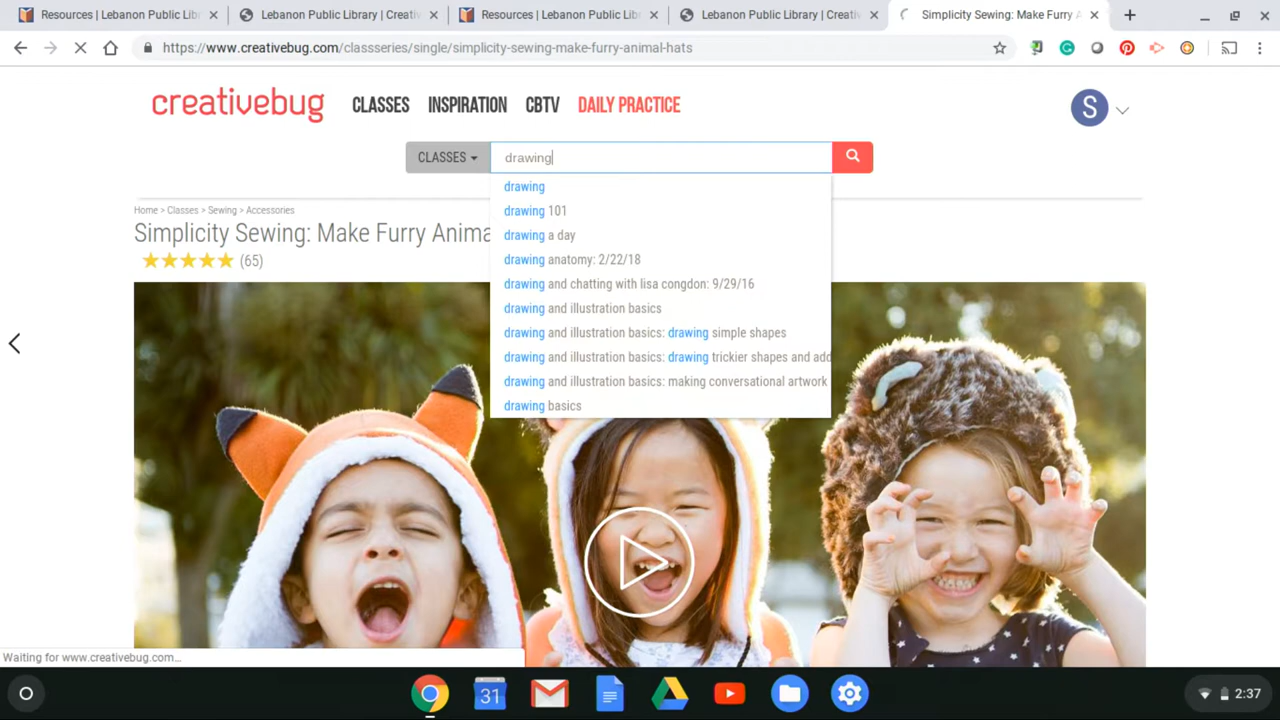 Resources | Lebanon Public Lib
Lebanon Public Library | Creativ
Resources | Lebanon Public Lib
Lebanon Public Library | Creativ
Simplicity Sewing: Make Furry A
https://www.creativebug.com/classseries/single/simplicity-sewing-make-furry-animal-hats
creativebug
CLASSES
INSPIRATION
CBTV
DAILY PRACTICE
S
CLASSES
drawing
drawing
drawing 101
drawing a day
drawing anatomy: 2/22/18
drawing and chatting with lisa congdon: 9/29/16
drawing and illustration basics
drawing and illustration basics: drawing simple shapes
drawing and illustration basics: drawing trickier shapes and add
drawing and illustration basics: making conversational artwork
drawing basics
Home > Classes > Sewing > Accessories
Simplicity Sewing: Make Furry Anima
(65)
Waiting for www.creativebug.com...
31
2:37